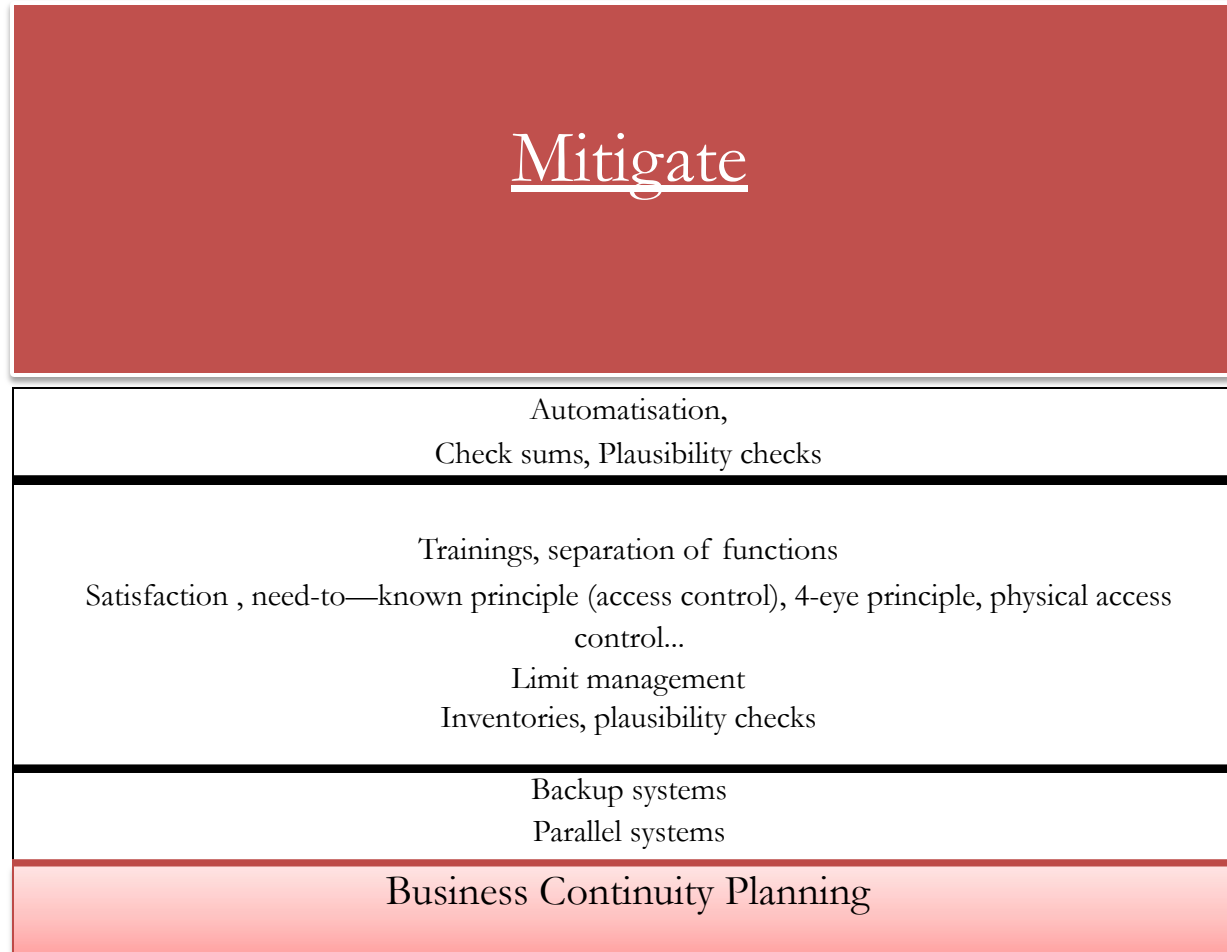 Mitigate
Automatisation,
Check sums, Plausibility checks
Trainings, separation of functions
Satisfaction , need-to—known principle (access control), 4-eye principle, physical access
control...
Limit management
Inventories, plausibility checks
Backup systems
Parallel systems
Business Continuity Planning